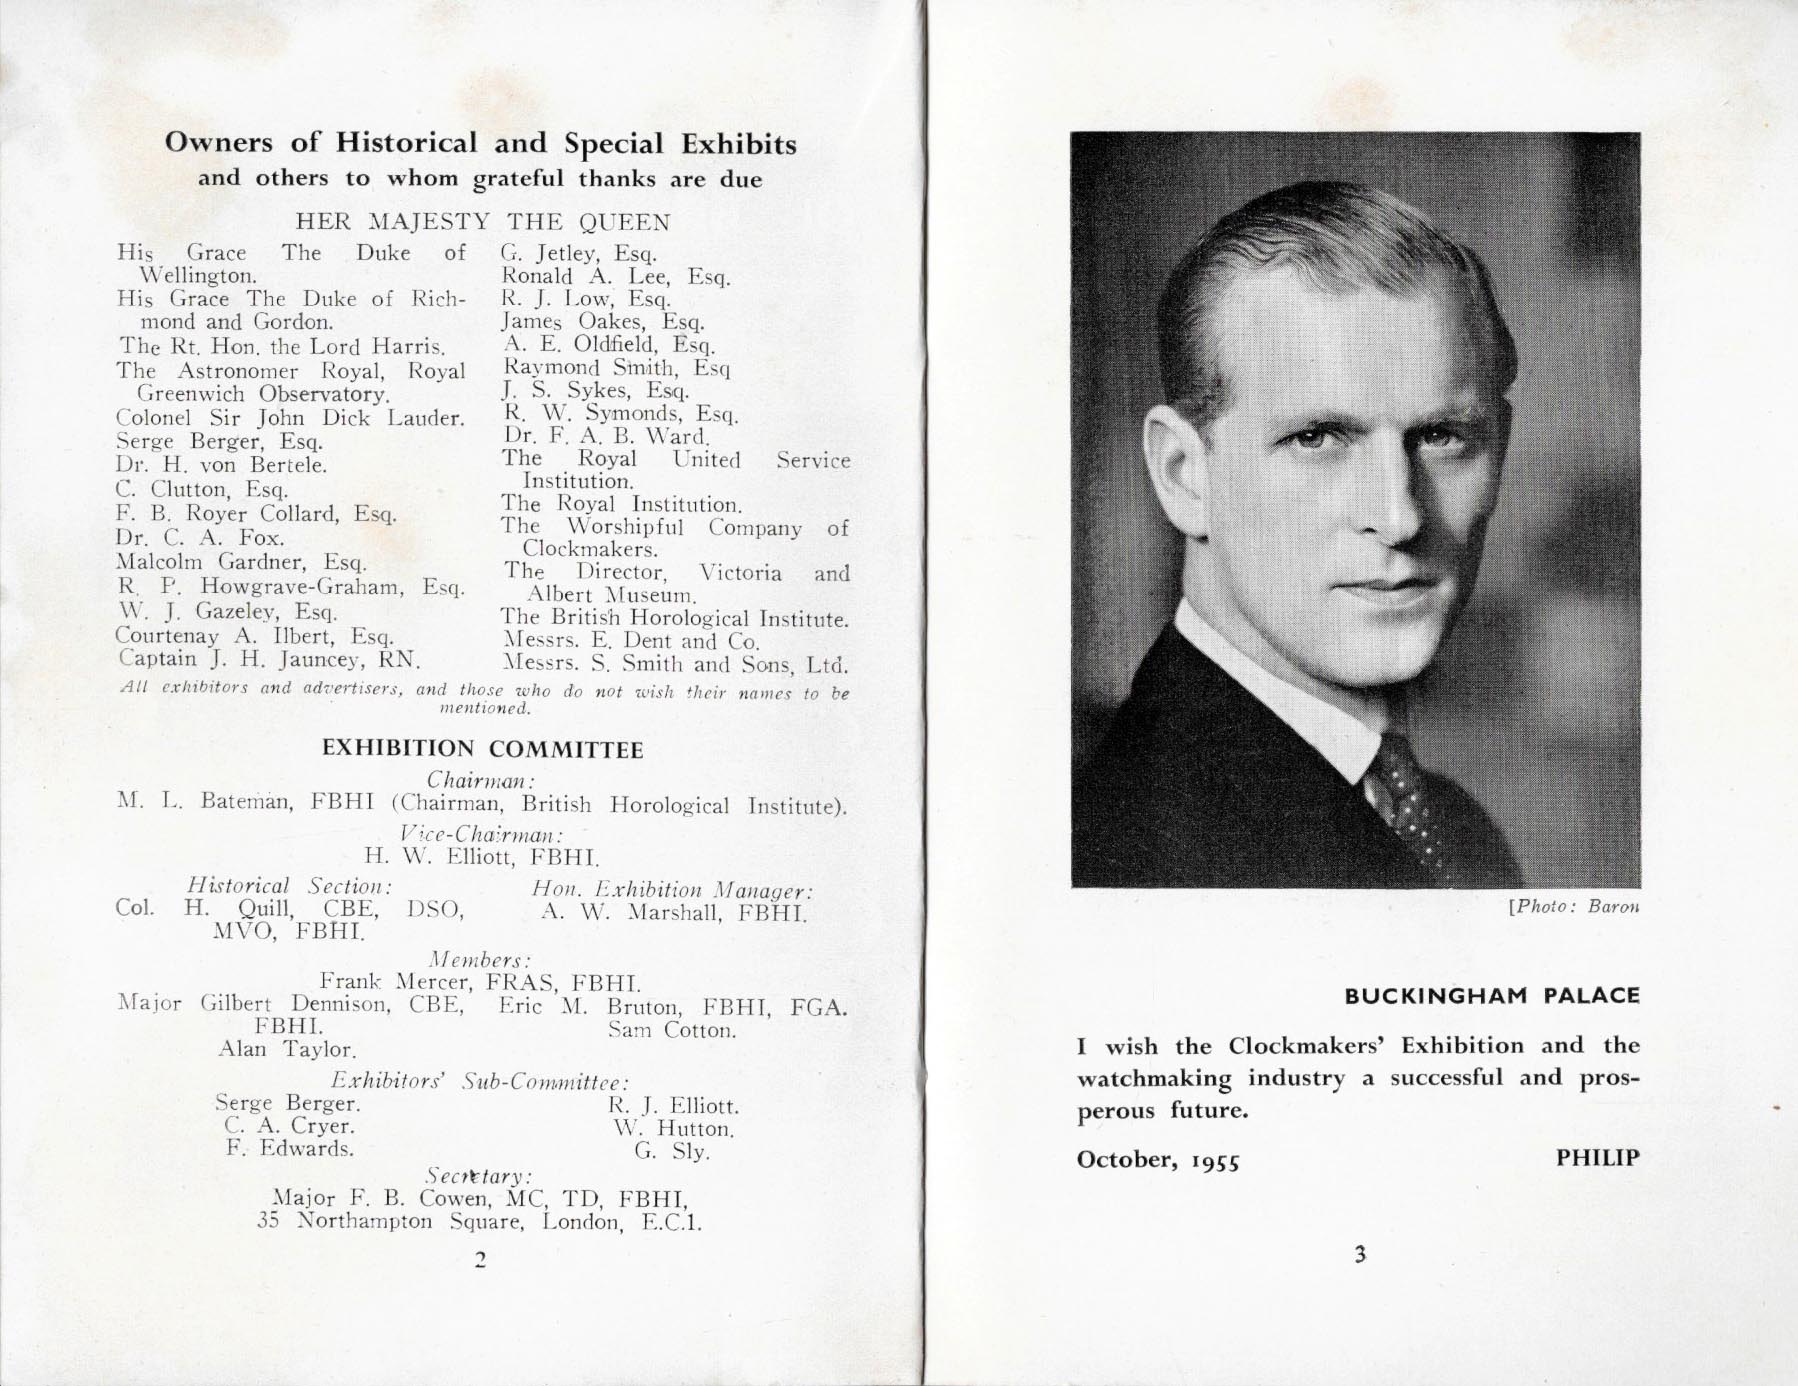 Owners of Historical and Special Exhibits
and others to whom grateful thanks are due
HER MAJESTY THE QUEEN
His Grace The Duke of
Wellington.
His Grace The Duke of Rich-
mond and Gordon.
The Rt. Hon. the Lord Harris.
The Astronomer Royal, Royal
Greenwich Observatory.
Colonel Sir John Dick Lauder.
Serge Berger, Esq.
Dr. H. von Bertele.
C. Clutton, Esq.
F. B. Royer Collard, Esq.
Dr. C. A. Fox.
Malcolm Gardner, Esq.
R. P. Howgrave-Graham, Esq.
W. J. Gazeley, Esq.
Courtenay A. Ilbert, Esq.
Captain J. H. Jauncey, RN.
G. Jetley, Esq.
Ronald A. Lee, Esq.
R. J. Low, Esq.
James Oakes, Esq.
A. E. Oldfield, Esq.
Raymond Smith, Esq
J. S. Sykes, Esq.
R. W. Symonds, Esq.
Dr. F. A. B. Ward.
The Royal United Service
Institution.
The Royal Institution.
The Worshipful Company of
Clockmakers.
The Director, Victoria and
Albert Museum.
The British Horological Institute.
Messrs. E. Dent and Co.
Messrs. S. Smith and Sons, Ltd.
All exhibitors and advertisers, and those who do not wish their names to be
mentioned.
EXHIBITION COMMITTEE
Chairman:
M. L. Bateman, FBHI (Chairman, British Horological Institute).
Vice-Chairman:
H. W. Elliott, FBHI.
Historical Section:
Col. H. Quill, CBE, DSO,
MVO, FBHI.
Hon. Exhibition Manager:
A. W. Marshall, FBHI.
Members:
Frank Mercer, FRAS, FBHI.
Major Gilbert Dennison, CBE,
FBHI.
Alan Taylor.
Eric M. Bruton, FBHI, FGA.
Sam Cotton.
Exhibitors' Sub-Committee:
Serge Berger.
C. A. Cryer.
F. Edwards.
R. J. Elliott.
W. Hutton.
G. Sly.
Secretary:
Major F. B. Cowen, MC, TD, FBHI,
35 Northampton Square, London, E.C.1.
2
[Photo: Baron
BUCKINGHAM PALACE
I wish the Clockmakers' Exhibition and the
watchmaking industry a successful and pros-
perous future.
October, 1955 PHILIP
3